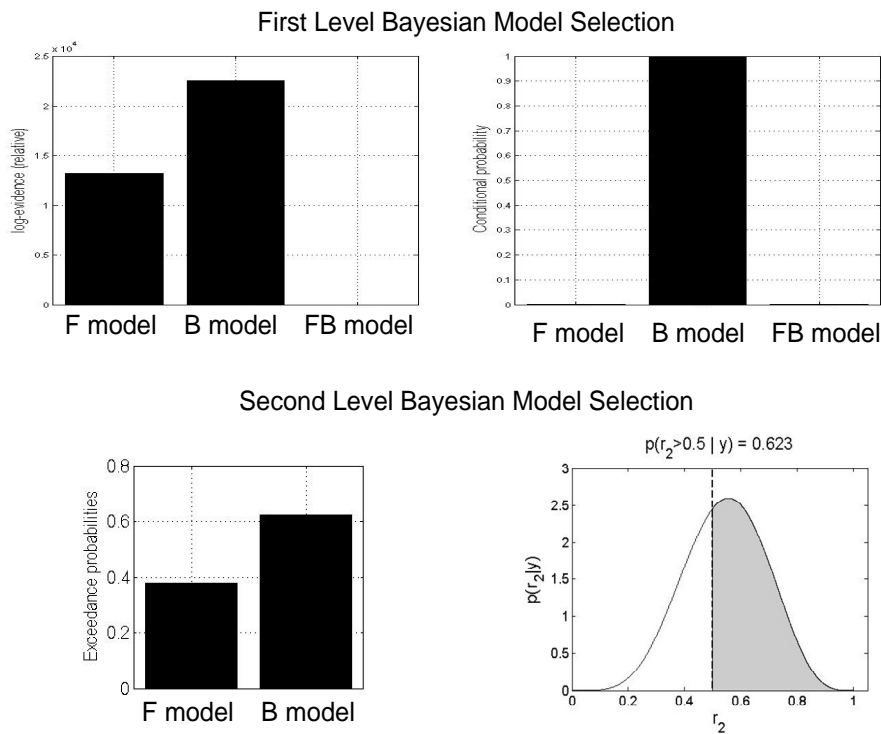 First Level Bayesian Model Selection
x 10^4
2.5
2
1.5
1
0.5
0
log-evidence (relative)
F model B model FB model
1
0.9
0.8
0.7
0.6
0.5
0.4
0.3
0.2
0.1
0
Conditional probability
F model B model FB model
Second Level Bayesian Model Selection
0.8
0.6
0.4
0.2
0
Exceedance probabilities
F model B model
p(r_2>0.5 | y) = 0.623
3
2.5
2
1.5
1
0.5
0
p(r_2|y)
0 0.2 0.4 0.6 0.8 1
r_2